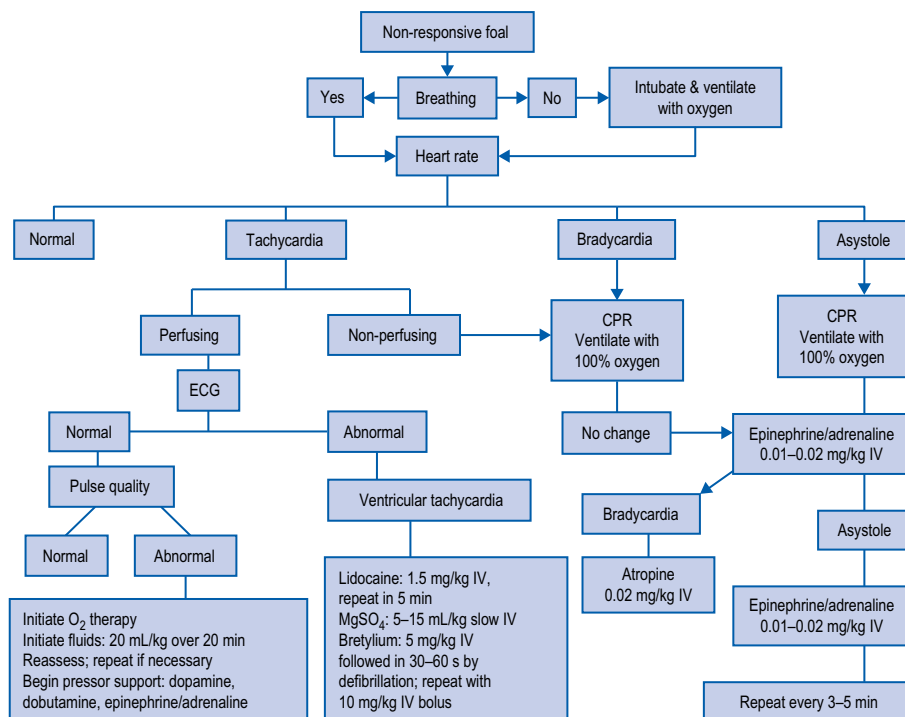 Non-responsive foal
Yes
Breathing
No
Intubate & ventilate
with oxygen
Heart rate
Normal
Tachycardia
Bradycardia
Asystole
Perfusing
Non-perfusing
CPR
Ventilate with
100% oxygen
CPR
Ventilate with
100% oxygen
ECG
Normal
Abnormal
No change
Epinephrine/adrenaline
0.01–0.02 mg/kg IV
Pulse quality
Ventricular tachycardia
Bradycardia
Asystole
Normal
Abnormal
Atropine
0.02 mg/kg IV
Epinephrine/adrenaline
0.01–0.02 mg/kg IV
Initiate O₂ therapy
Initiate fluids: 20 mL/kg over 20 min
Reassess; repeat if necessary
Begin pressor support: dopamine,
dobutamine, epinephrine/adrenaline
Lidocaine: 1.5 mg/kg IV,
repeat in 5 min
MgSO₄: 5–15 mL/kg slow IV
Bretylium: 5 mg/kg IV
followed in 30–60 s by
defibrillation; repeat with
10 mg/kg IV bolus
Repeat every 3–5 min